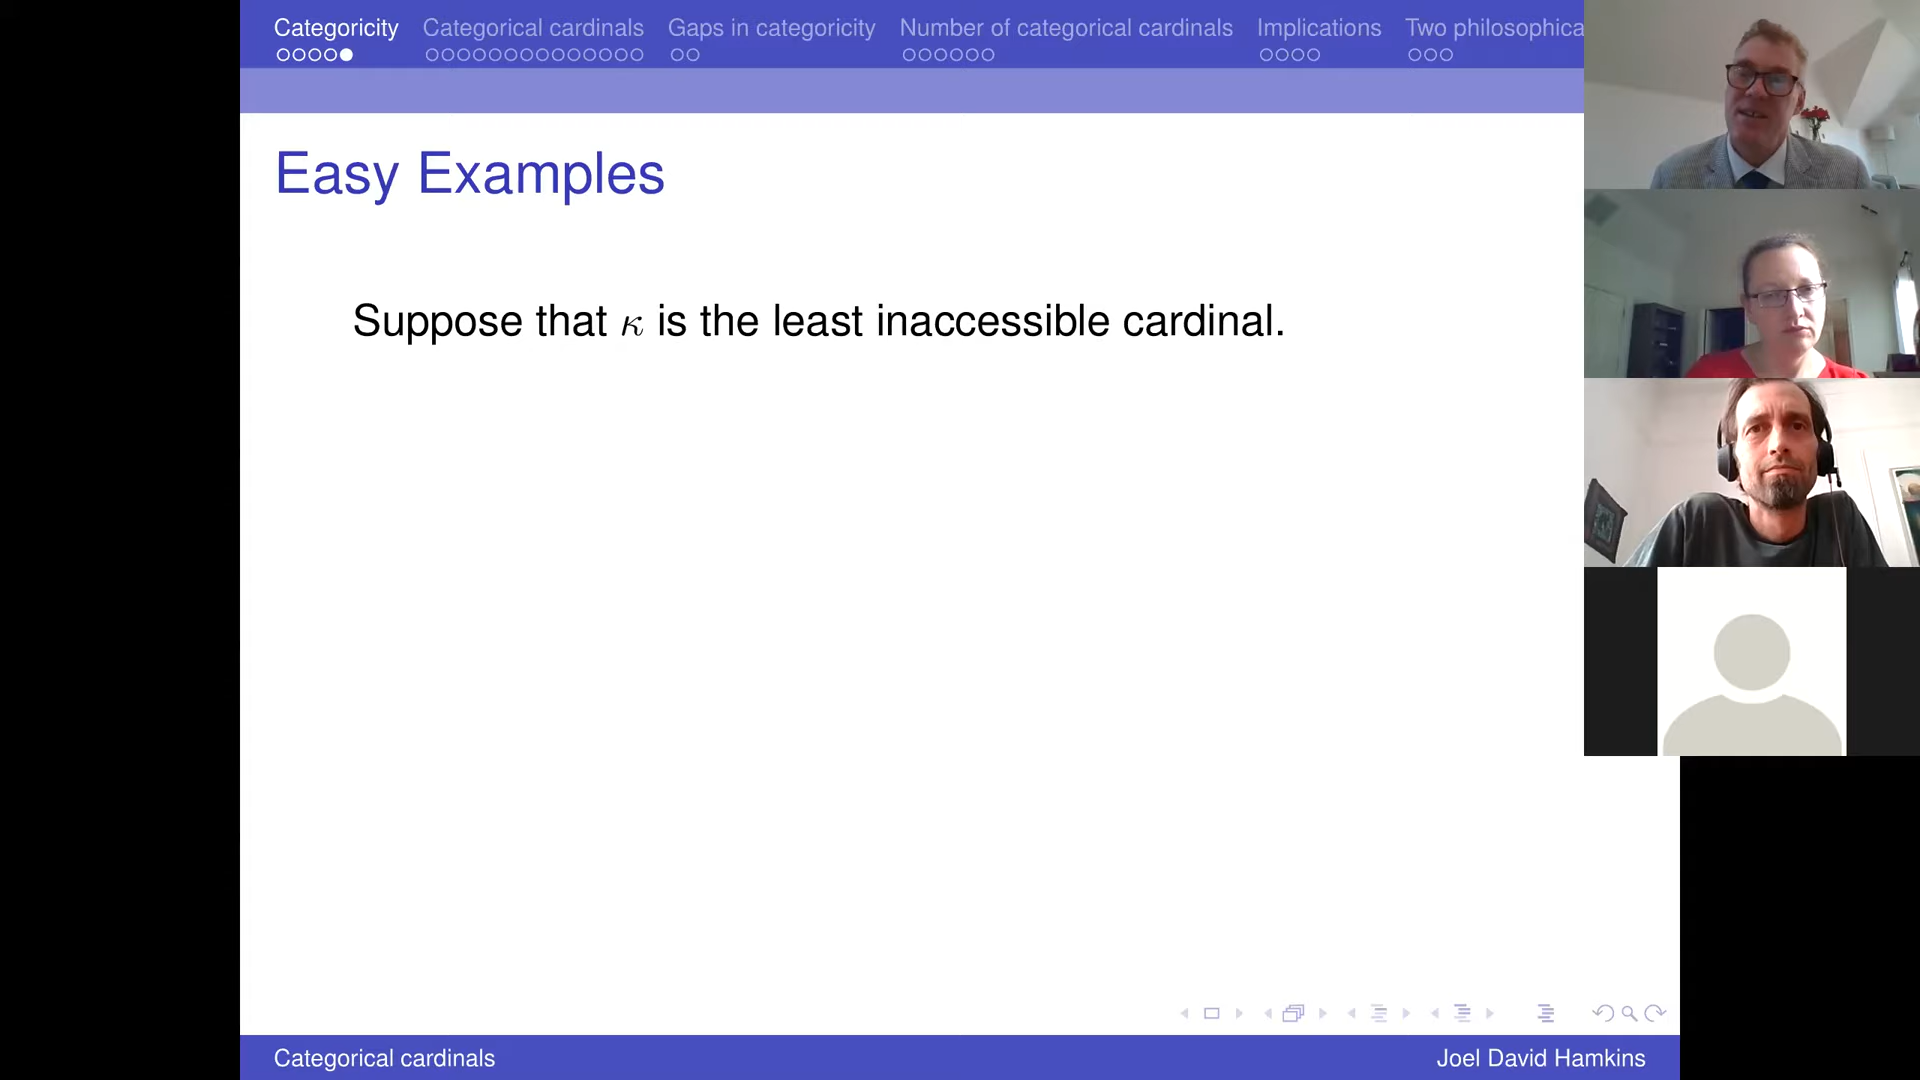 Categoricity Categorical cardinals Gaps in categoricity Number of categorical cardinals Implications Two philosophica
Easy Examples
Suppose that κ is the least inaccessible cardinal.
Categorical cardinals Joel David Hamkins